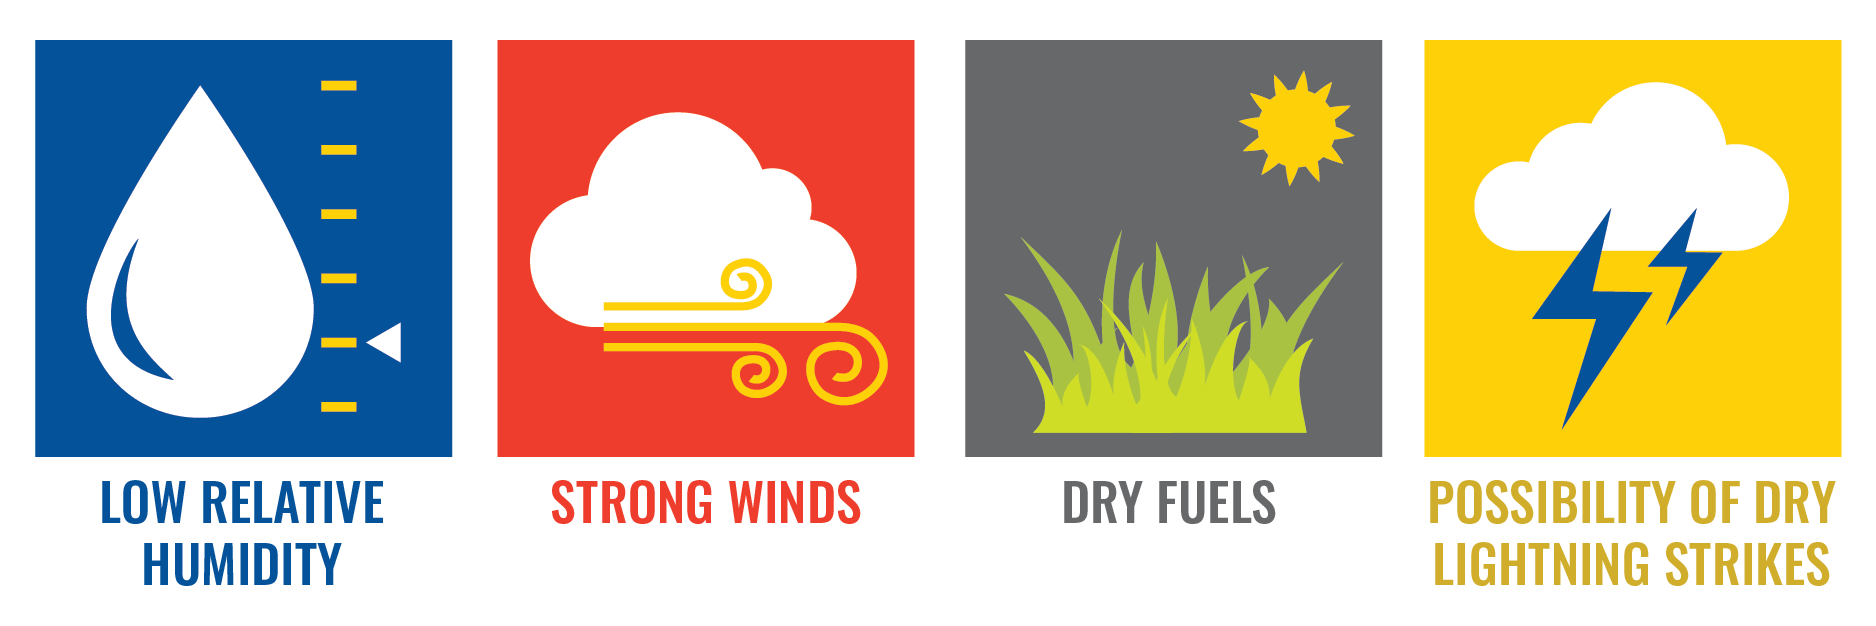 LOW RELATIVE
HUMIDITY
STRONG WINDS
DRY FUELS
POSSIBILITY OF DRY
LIGHTNING STRIKES